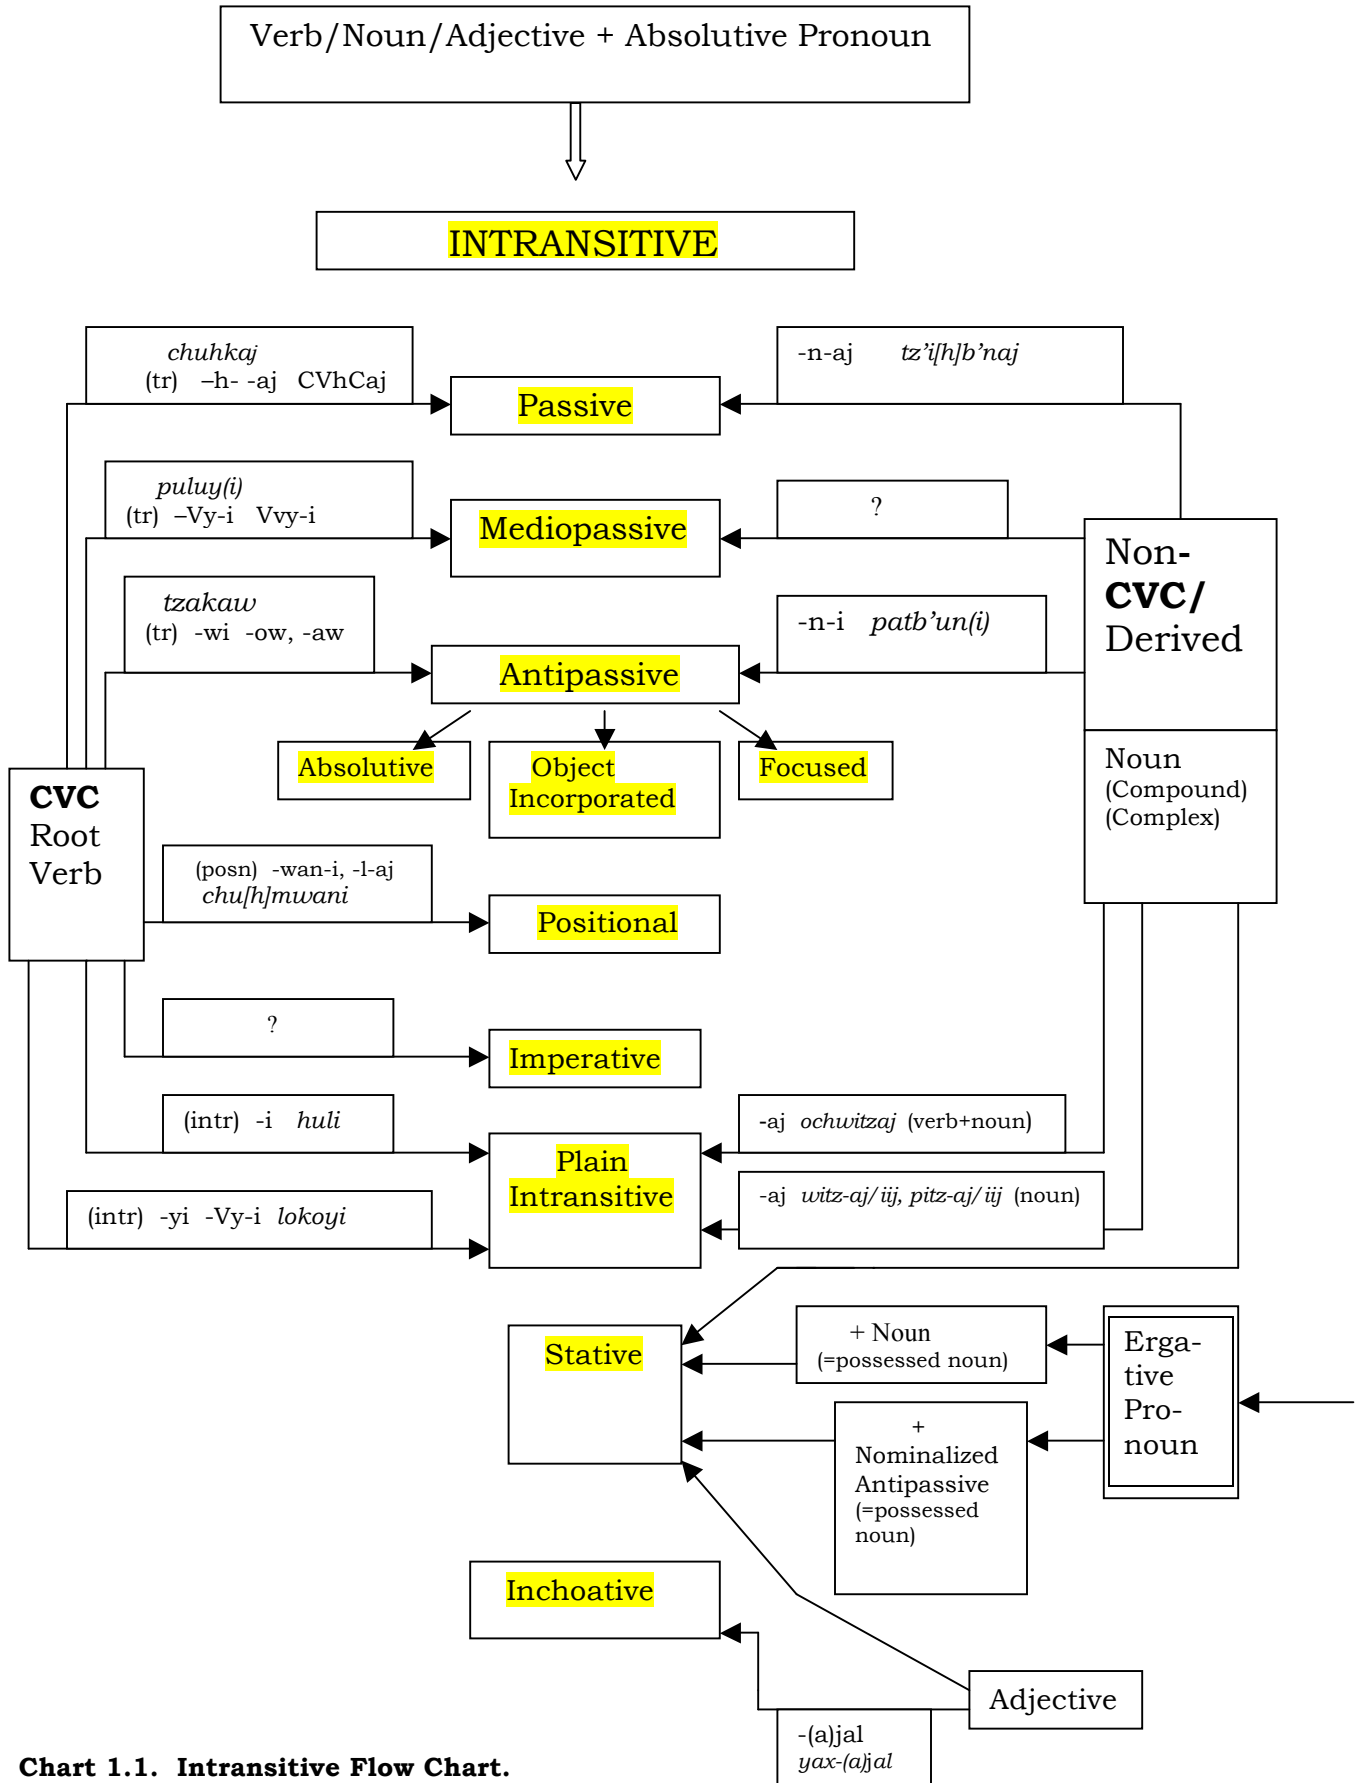 Verb/Noun/Adjective + Absolutive Pronoun
INTRANSITIVE
chuhkaj
(tr) –h- -aj CVhCaj
Passive
-n-aj tz'i[h]b'naj
puluy(i)
(tr) –Vy-i Vvy-i
Mediopassive
?
tzakaw
(tr) -wi -ow, -aw
Antipassive
-n-i patb'un(i)
Non-
CVC/
Derived
Absolutive
Object
Incorporated
Focused
Noun
(Compound)
(Complex)
CVC
Root
Verb
(posn) -wan-i, -l-aj
chu[h]mwani
Positional
?
Imperative
(intr) -i huli
Plain
Intransitive
-aj ochwitzaj (verb+noun)
(intr) -yi -Vy-i lokoyi
-aj witz-aj/iij, pitz-aj/iij (noun)
Stative
+ Noun
(=possessed noun)
Erga-
tive
Pro-
noun
+
Nominalized
Antipassive
(=possessed
noun)
Inchoative
Adjective
-(a)jal
yax-(a)jal
Chart 1.1. Intransitive Flow Chart.